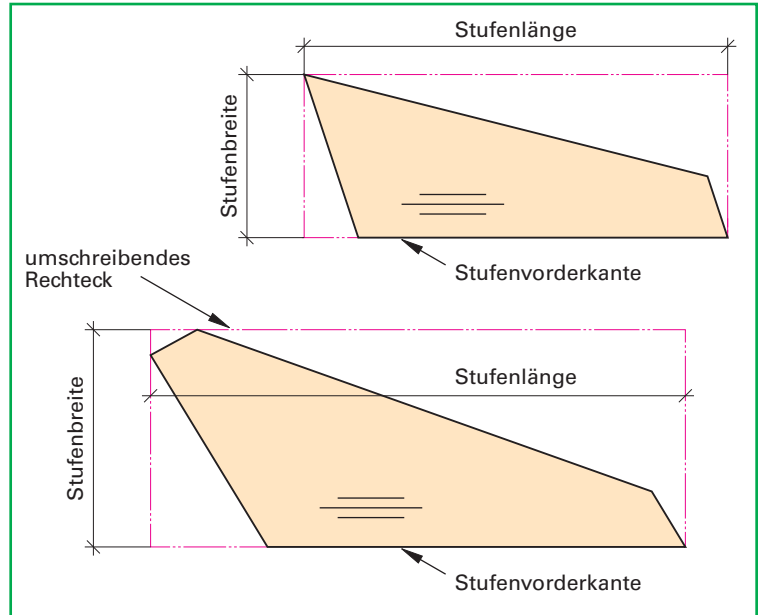 Stufenlänge
Stufenbreite
Stufenvorderkante
umschreibendes
Rechteck
Stufenlänge
Stufenbreite
Stufenvorderkante